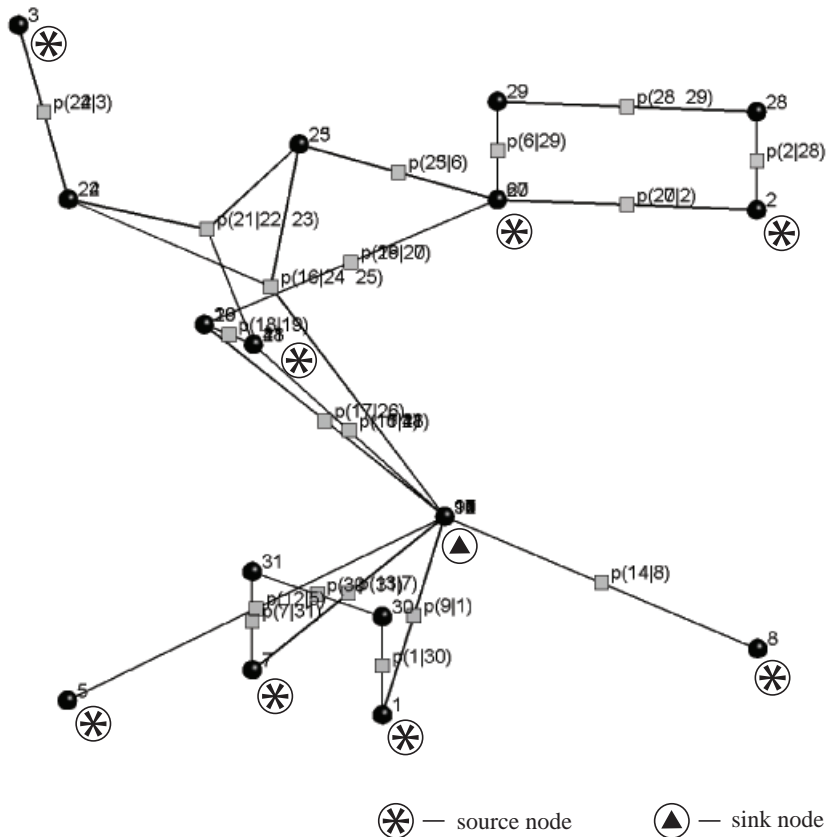 3
p(24|3)
29
28
p(28 29)
25
p(6|29)
p(2|28)
p(25|6)
p(20|2)
2
p(21|22 23)
p(16|24 25)
p(18|19)
p(17|26)
31
p(14|8)
p(12|5)
p(7|31)
30
p(9|1)
p(1|30)
8
7
5
1
— source node
— sink node